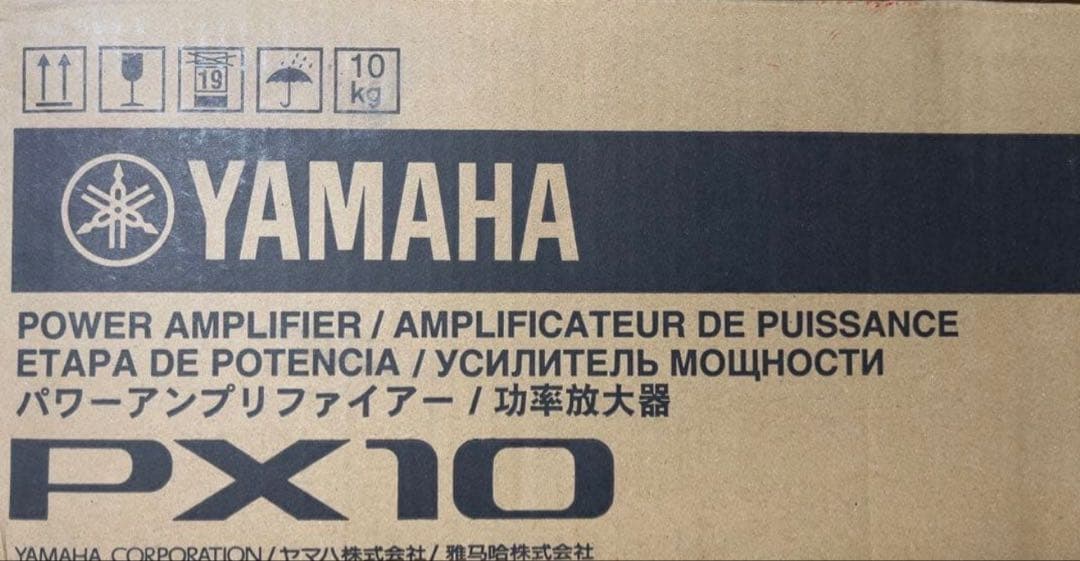 19
10
kg
YAMAHA
POWER AMPLIFIER / AMPLIFICATEUR DE PUISSANCE
ETAPA DE POTENCIA / УСИЛИТЕЛЬ МОЩНОСТИ
パワーアンプリファイアー / 功率放大器
PX10
YAMAHA CORPORATION / ヤマハ株式会社 / 雅马哈株式会社